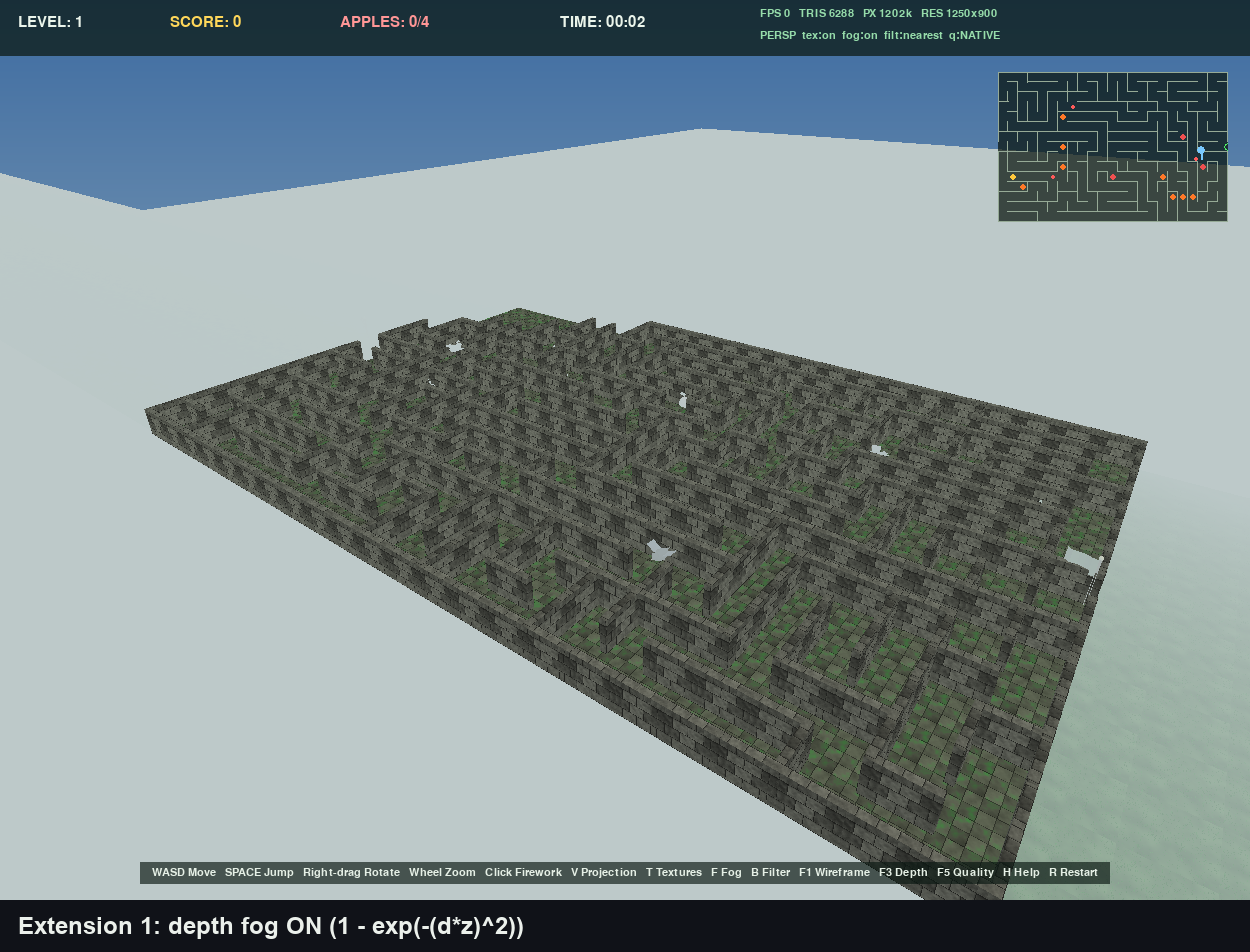 LEVEL: 1 SCORE: 0 APPLES: 0/4 TIME: 00:02 FPS 0 TRIS 6288 PX 1202k RES 1250x900
PERSP tex:on fog:on filt:nearest q:NATIVE
WASD Move SPACE Jump Right-drag Rotate Wheel Zoom Click Firework V Projection T Textures F Fog B Filter F1 Wireframe F3 Depth F5 Quality H Help R Restart
Extension 1: depth fog ON (1 - exp(-(d*z)^2))